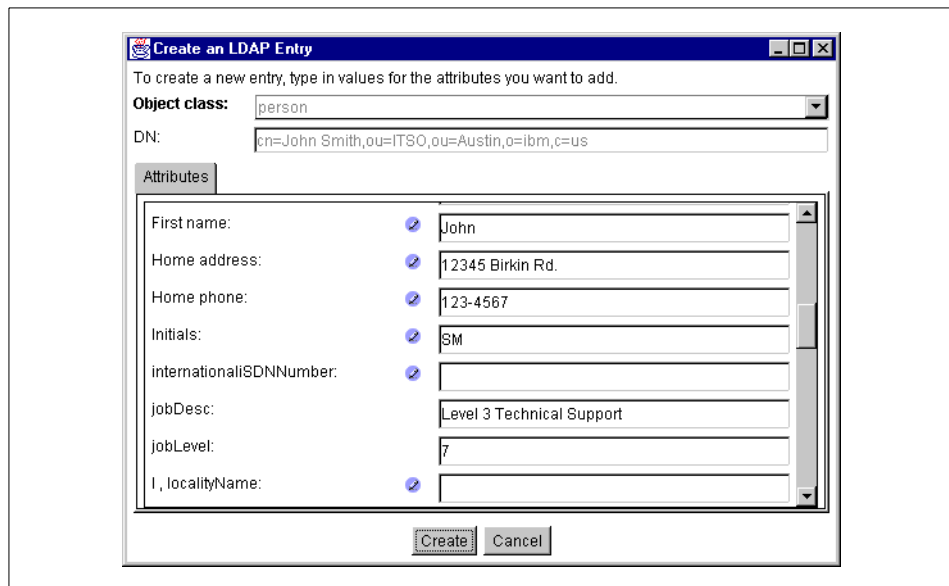 Create an LDAP Entry
To create a new entry, type in values for the attributes you want to add.
Object class: person
DN: cn=John Smith,ou=ITSO,ou=Austin,o=ibm,c=us
Attributes
First name: John
Home address: 12345 Birkin Rd.
Home phone: 123-4567
Initials: SM
internationaliSDNNumber:
jobDesc: Level 3 Technical Support
jobLevel: 7
l , localityName:
Create Cancel